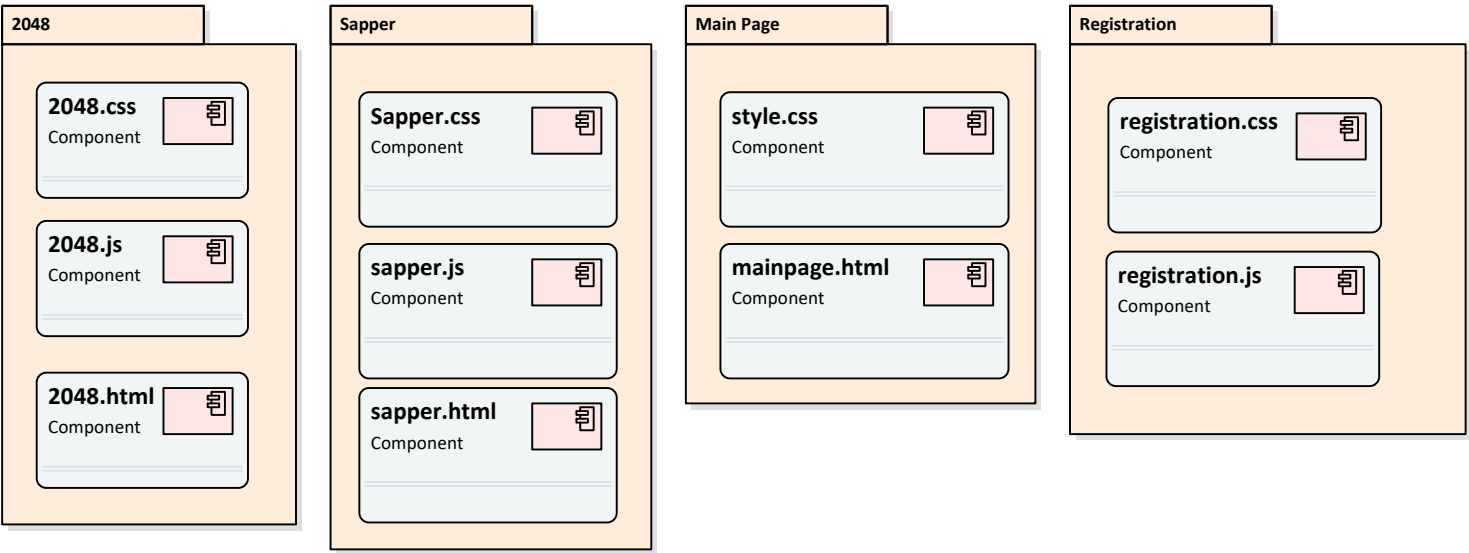 2048
2048.css
Component
2048.js
Component
2048.html
Component
Sapper
Sapper.css
Component
sapper.js
Component
sapper.html
Component
Main Page
style.css
Component
mainpage.html
Component
Registration
registration.css
Component
registration.js
Component